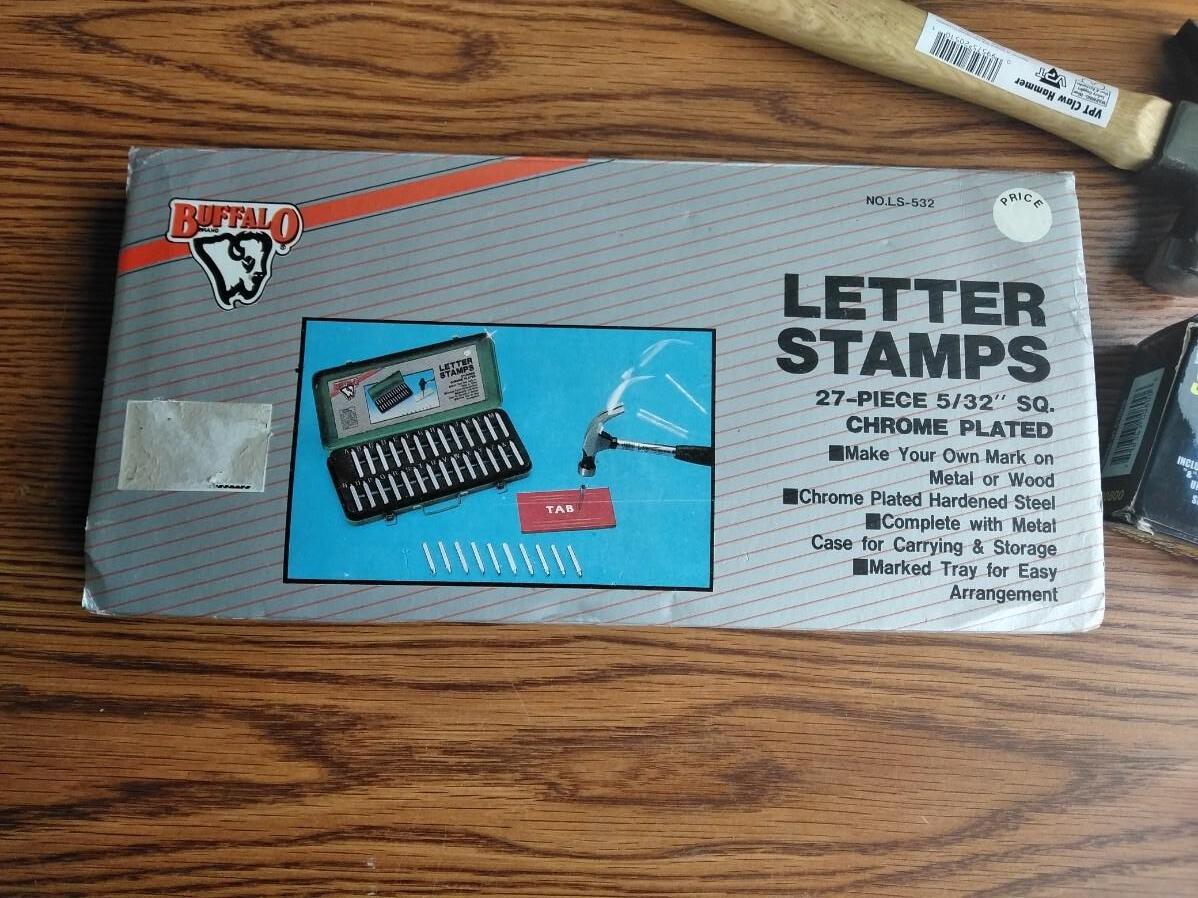 VPT Claw Hammer
VPT
BUFFALO
BRAND
®
NO.LS-532
PRICE
LETTER
STAMPS
27-PIECE 5/32" SQ.
CHROME PLATED
■Make Your Own Mark on
Metal or Wood
■Chrome Plated Hardened Steel
■Complete with Metal
Case for Carrying & Storage
■Marked Tray for Easy
Arrangement
LETTER
STAMPS
TAB